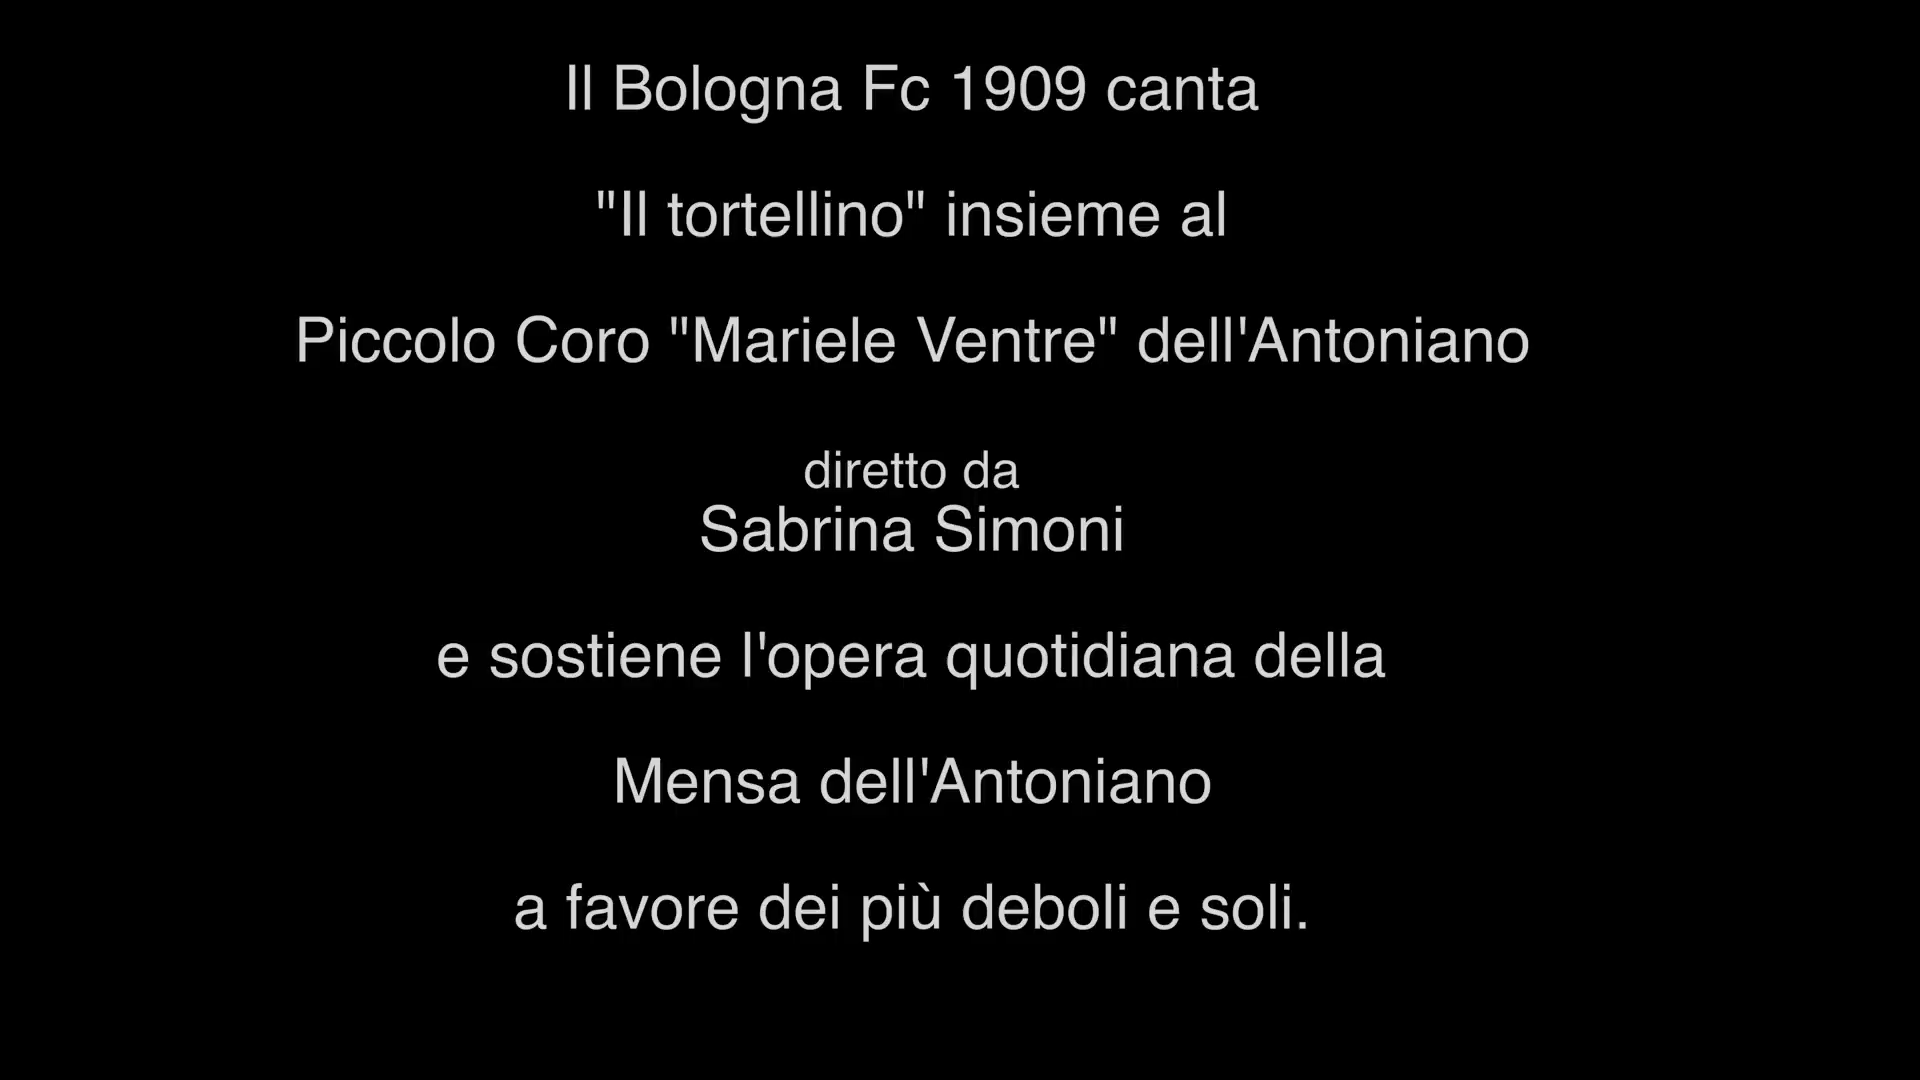 Il Bologna Fc 1909 canta
"Il tortellino" insieme al
Piccolo Coro "Mariele Ventre" dell'Antoniano
diretto da
Sabrina Simoni
e sostiene l'opera quotidiana della
Mensa dell'Antoniano
a favore dei più deboli e soli.